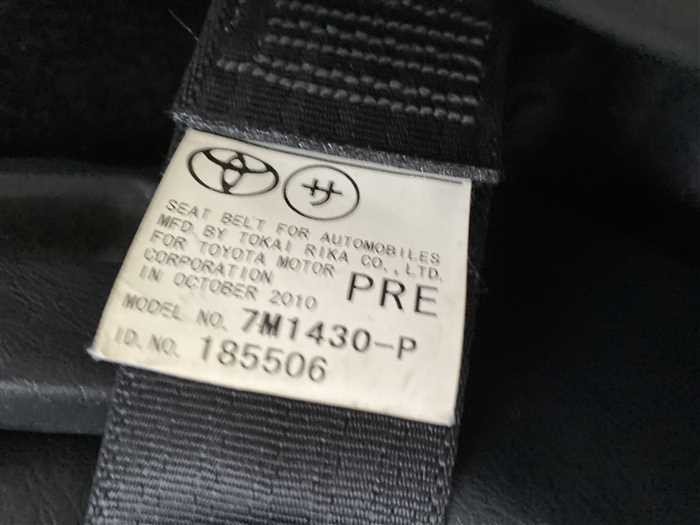 サ
SEAT BELT FOR AUTOMOBILES
MFD. BY TOKAI RIKA CO., LTD.
FOR TOYOTA MOTOR
CORPORATION
IN OCTOBER 2010 PRE
MODEL NO. 7M1430-P
ID. NO. 185506